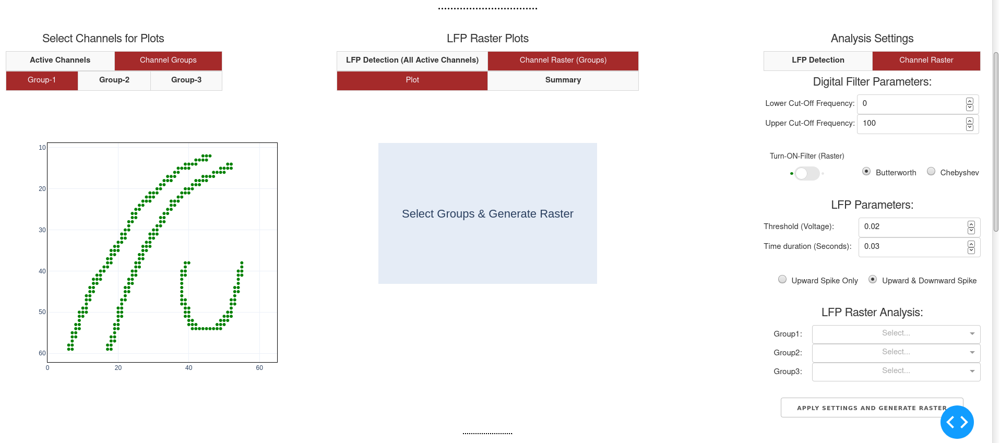 Select Channels for Plots
Active Channels Channel Groups
Group-1 Group-2 Group-3
10
20
30
40
50
60
0 20 40 60
LFP Raster Plots
LFP Detection (All Active Channels) Channel Raster (Groups)
Plot Summary
Select Groups & Generate Raster
Analysis Settings
LFP Detection Channel Raster
Digital Filter Parameters:
Lower Cut-Off Frequency: 0
Upper Cut-Off Frequency: 100
Turn-ON-Filter (Raster)
Butterworth Chebyshev
LFP Parameters:
Threshold (Voltage): 0.02
Time duration (Seconds): 0.03
Upward Spike Only Upward & Downward Spike
LFP Raster Analysis:
Group1: Select...
Group2: Select...
Group3: Select...
APPLY SETTINGS AND GENERATE RASTER